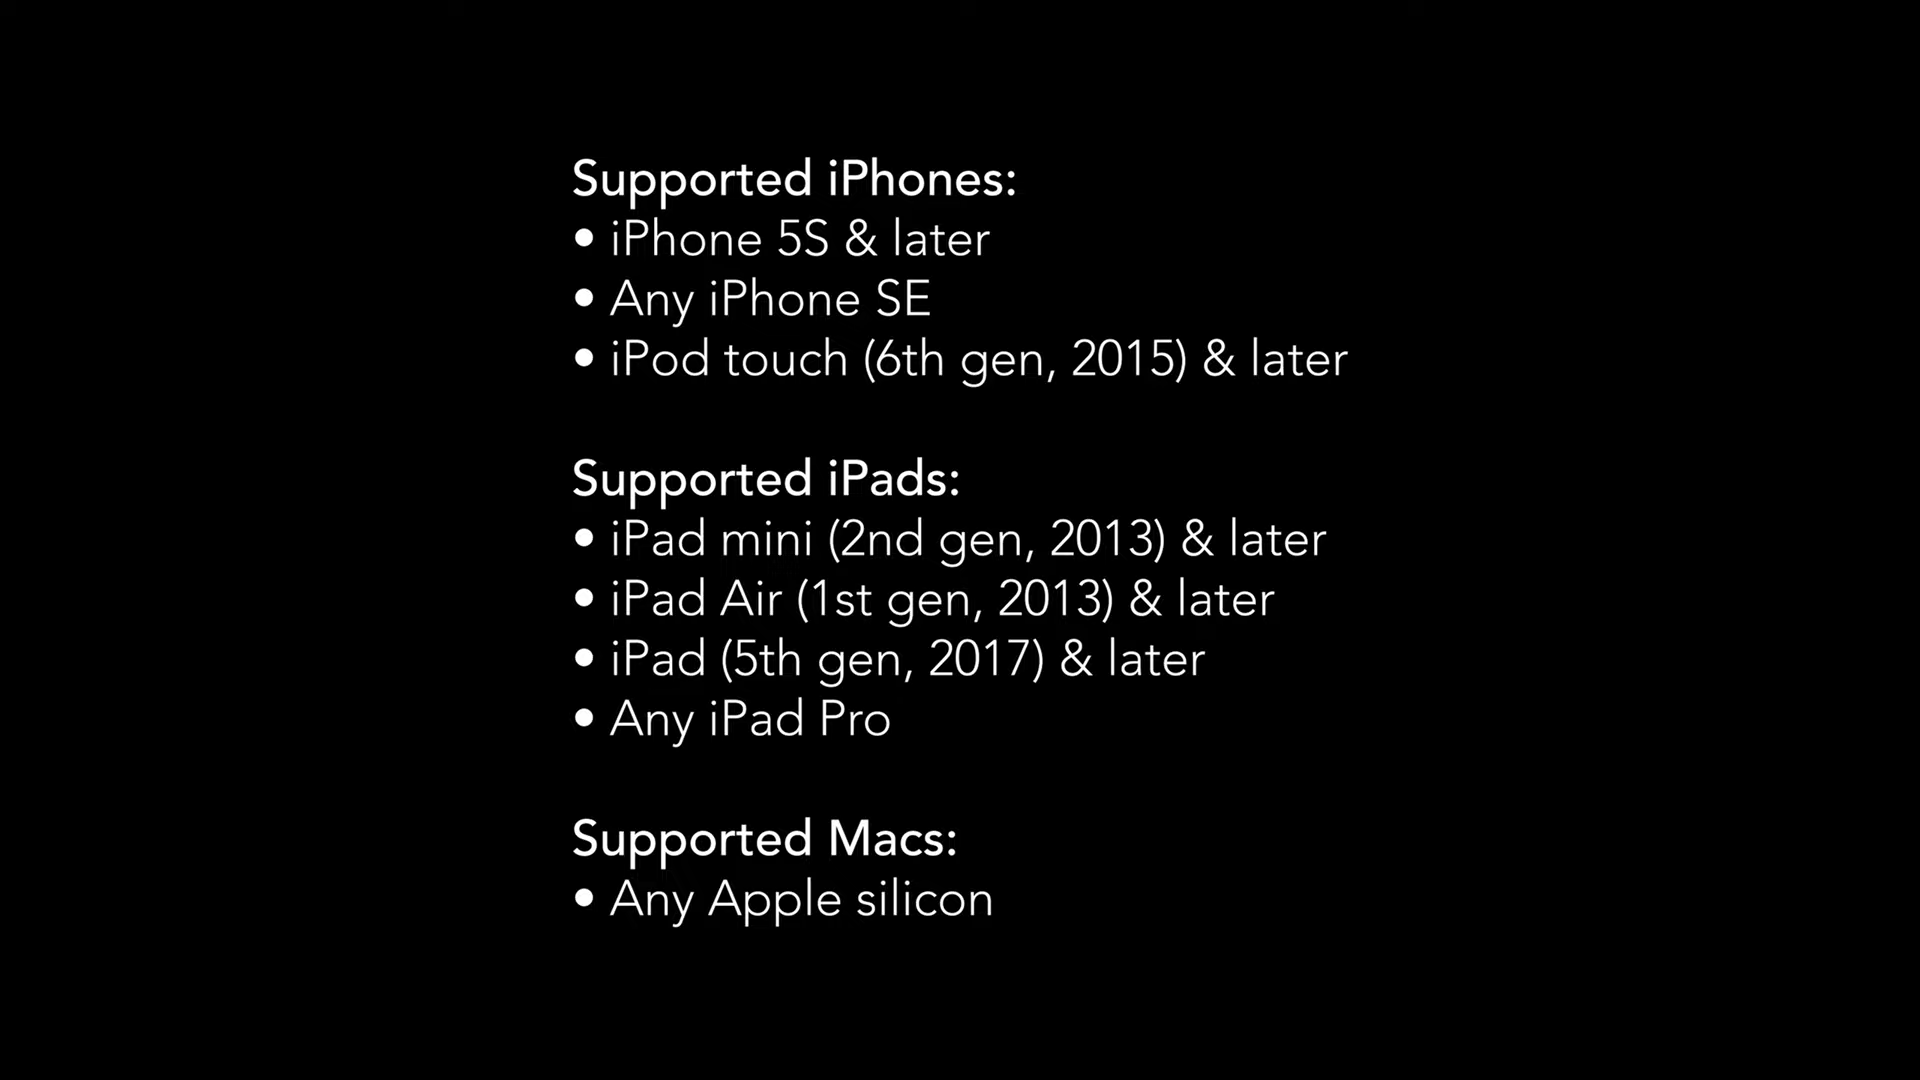 Supported iPhones:
• iPhone 5S & later
• Any iPhone SE
• iPod touch (6th gen, 2015) & later
Supported iPads:
• iPad mini (2nd gen, 2013) & later
• iPad Air (1st gen, 2013) & later
• iPad (5th gen, 2017) & later
• Any iPad Pro
Supported Macs:
• Any Apple silicon